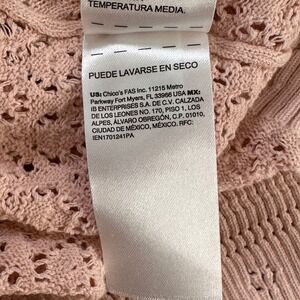 TEMPERATURA MEDIA.
PUEDE LAVARSE EN SECO
US: Chico's FAS Inc. 11215 Metro
Parkway Fort Myers, FL 33966 USA MX:
IB ENTERPRISES S.A. DE C.V. CALZADA
DE LOS LEONES NO. 170, PISO 1, LOS
ALPES, ÁLVARO OBREGÓN, C.P. 01010,
CIUDAD DE MÉXICO, MÉXICO. RFC:
IEN1701241PA